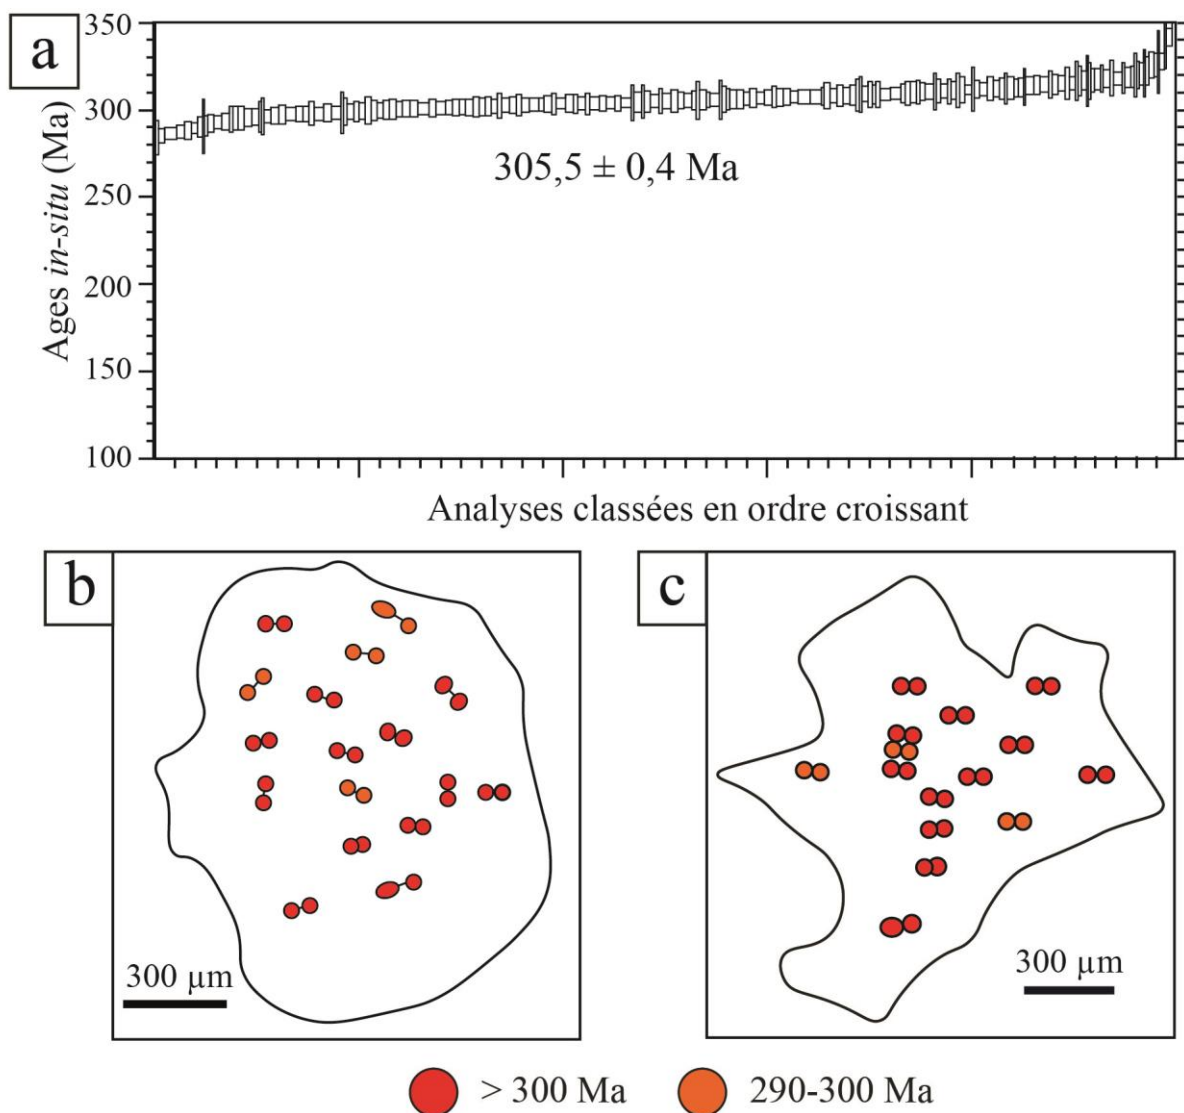 a
350
300
250
200
150
100
Ages in-situ (Ma)
305,5 ± 0,4 Ma
Analyses classées en ordre croissant
b
300 µm
c
300 µm
> 300 Ma
290-300 Ma